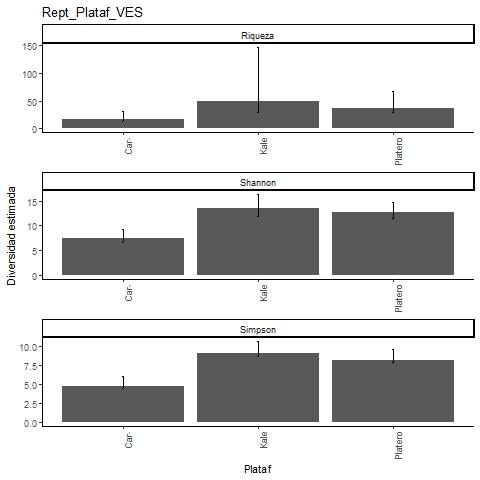 Rept_Plataf_VES
Riqueza
150
100
50
0
Car-
Kale
Platero
Shannon
15
10
5
0
Car-
Kale
Platero
Simpson
10.0
7.5
5.0
2.5
0.0
Car-
Kale
Platero
Diversidad estimada
Plataf